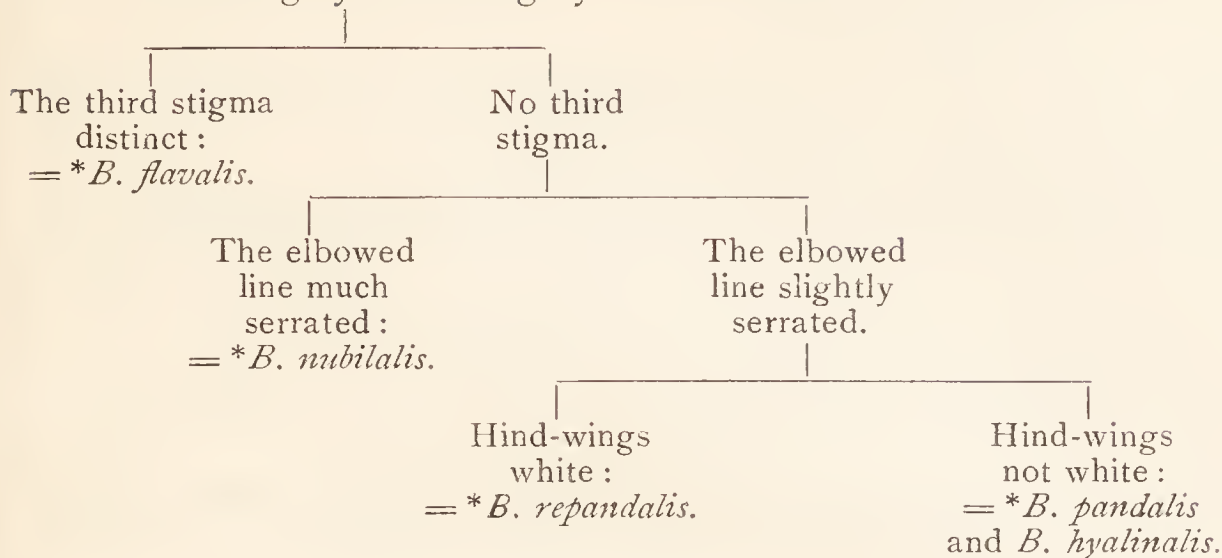 The third stigma
distinct :
= *B. flavalis.
No third
stigma.
The elbowed
line much
serrated :
= *B. nubilalis.
The elbowed
line slightly
serrated.
Hind-wings
white :
= *B. repandalis.
Hind-wings
not white :
= *B. pandalis
and B. hyalinalis.